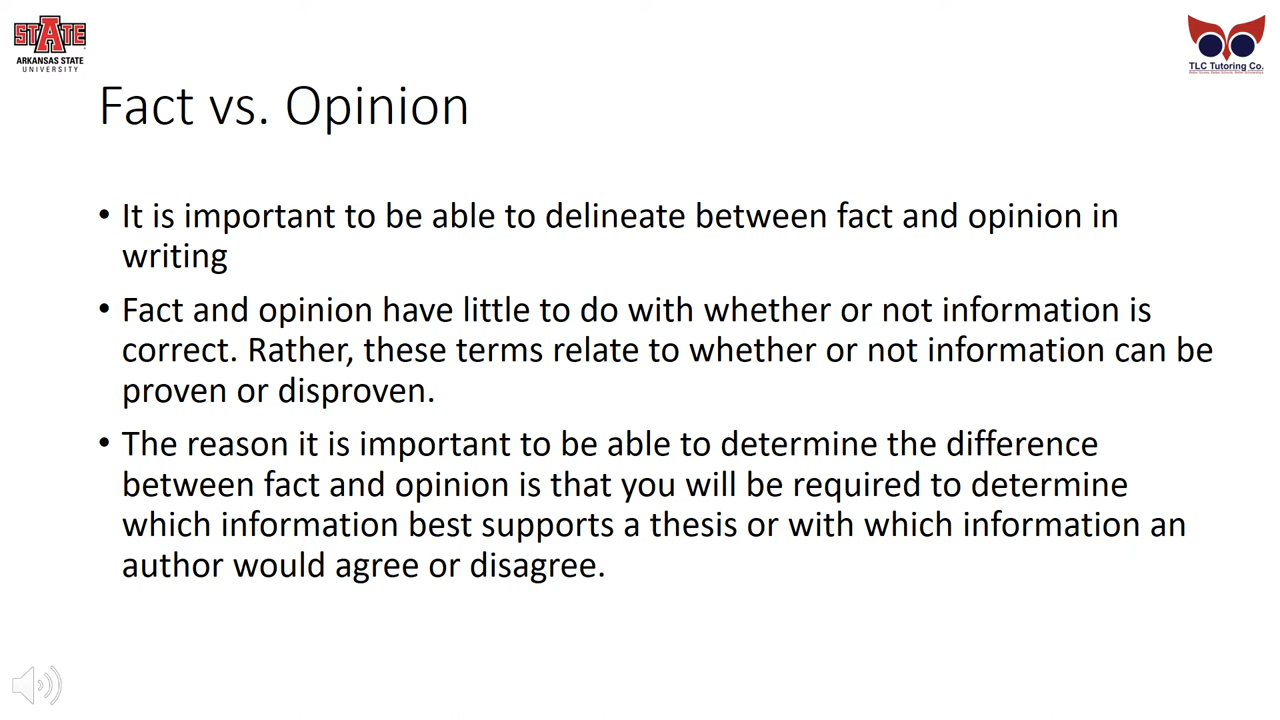 STATE
ARKANSAS STATE
UNIVERSITY
TLC Tutoring Co.
Fact vs. Opinion
• It is important to be able to delineate between fact and opinion in
writing
• Fact and opinion have little to do with whether or not information is
correct. Rather, these terms relate to whether or not information can be
proven or disproven.
• The reason it is important to be able to determine the difference
between fact and opinion is that you will be required to determine
which information best supports a thesis or with which information an
author would agree or disagree.